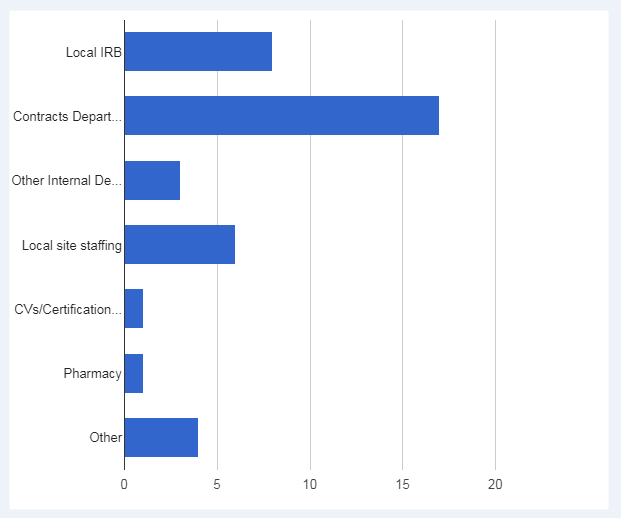 Local IRB
Contracts Depart...
Other Internal De...
Local site staffing
CVs/Certification...
Pharmacy
Other
0 5 10 15 20